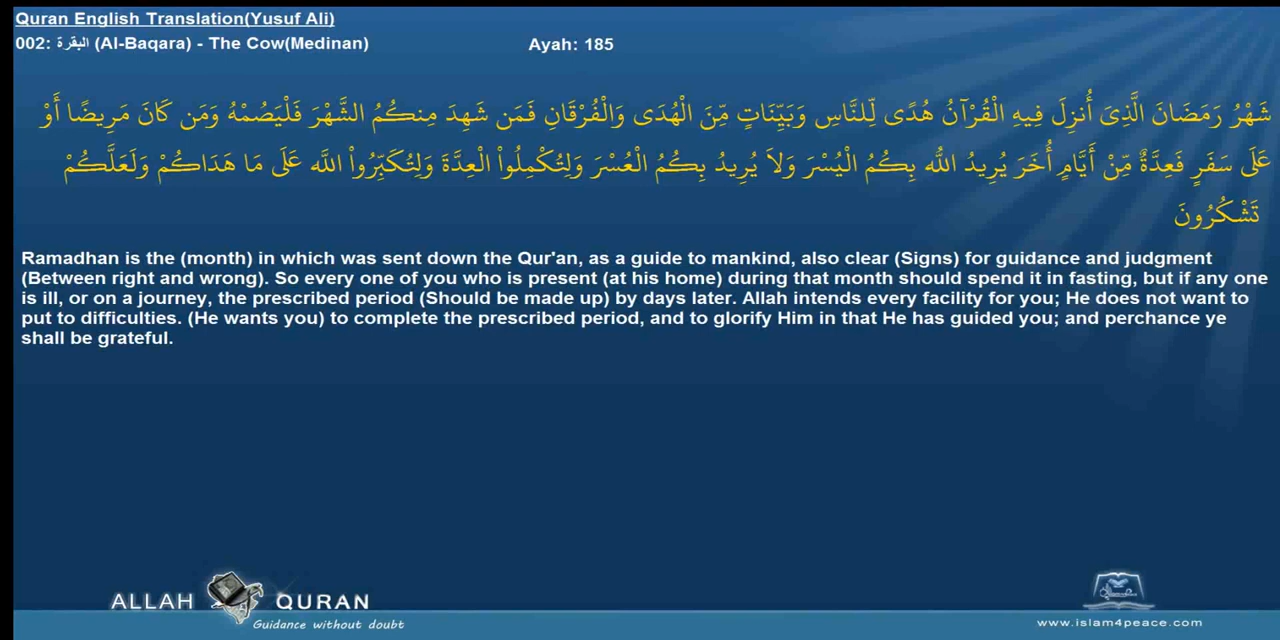 Quran English Translation(Yusuf Ali)
002: البقرة (Al-Baqara) - The Cow(Medinan)
Ayah: 185
شَهْرُ رَمَضَانَ الَّذِىَ أُنزِلَ فِيهِ الْقُرْآنُ هُدًى لِّلنَّاسِ وَبَيِّنَاتٍ مِّنَ الْهُدَى وَالْفُرْقَانِ فَمَن شَهِدَ مِنكُمُ الشَّهْرَ فَلْيَصُمْهُ وَمَن كَانَ مَرِيضًا أَوْ
عَلَى سَفَرٍ فَعِدَّةٌ مِّنْ أَيَّامٍ أُخَرَ يُرِيدُ اللّهُ بِكُمُ الْيُسْرَ وَلاَ يُرِيدُ بِكُمُ الْعُسْرَ وَلِتُكْمِلُواْ الْعِدَّةَ وَلِتُكَبِّرُواْ اللّهَ عَلَى مَا هَدَاكُمْ وَلَعَلَّكُمْ
تَشْكُرُونَ
Ramadhan is the (month) in which was sent down the Qur'an, as a guide to mankind, also clear (Signs) for guidance and judgment
(Between right and wrong). So every one of you who is present (at his home) during that month should spend it in fasting, but if any one
is ill, or on a journey, the prescribed period (Should be made up) by days later. Allah intends every facility for you; He does not want to
put to difficulties. (He wants you) to complete the prescribed period, and to glorify Him in that He has guided you; and perchance ye
shall be grateful.
ALLAH QURAN
Guidance without doubt
www.islam4peace.com